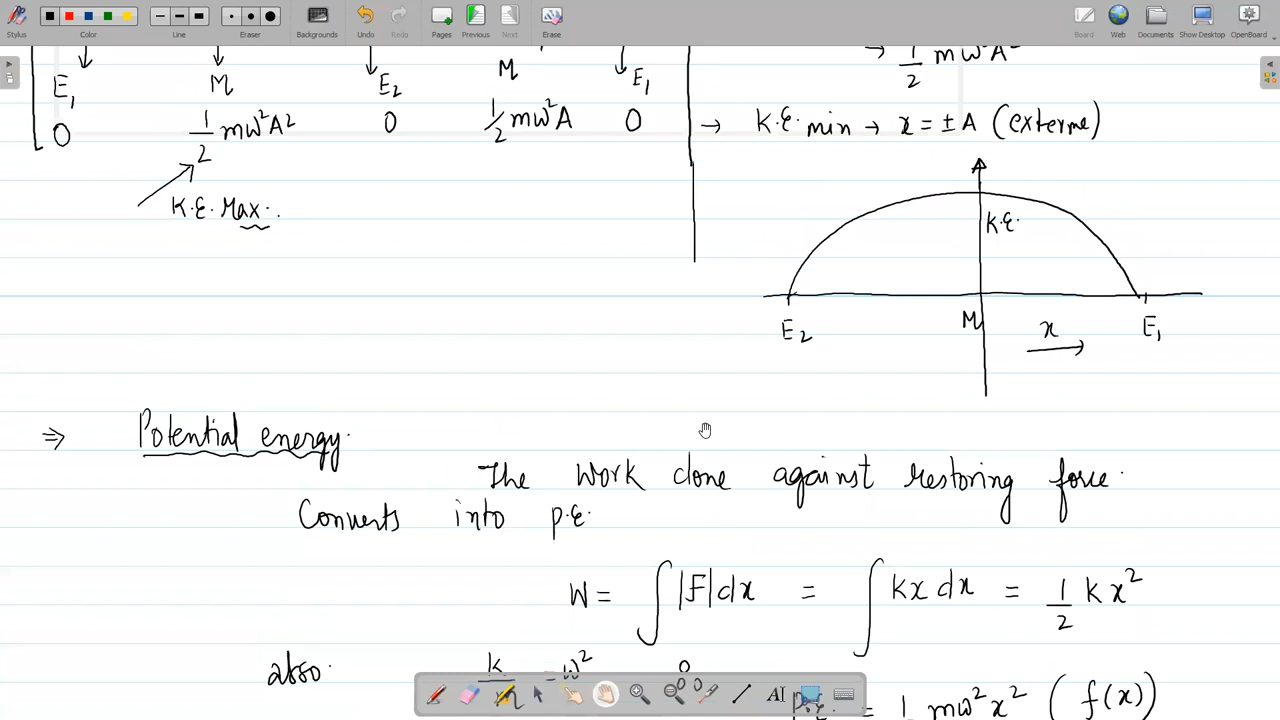 Stylus Color Line Eraser Backgrounds Undo Redo Pages Previous Next Erase Board Web Documents Show Desktop OpenBoard
E₁ M E₂ M E₁
0 1/2 mω²A² 0 1/2 mω²A 0
K.E. Max.
→ 1/2 mω²A²
→ K.E. min → x = ±A (exterme)
K.E.
E₂ M x E₁
⇒ Potential energy.
The work done against restoring force.
Converts into p.E.
W = ∫|F|dx = ∫kx dx = 1/2 kx²
also k/m = ω²
P.E. = 1/2 mω²x² (f(x))